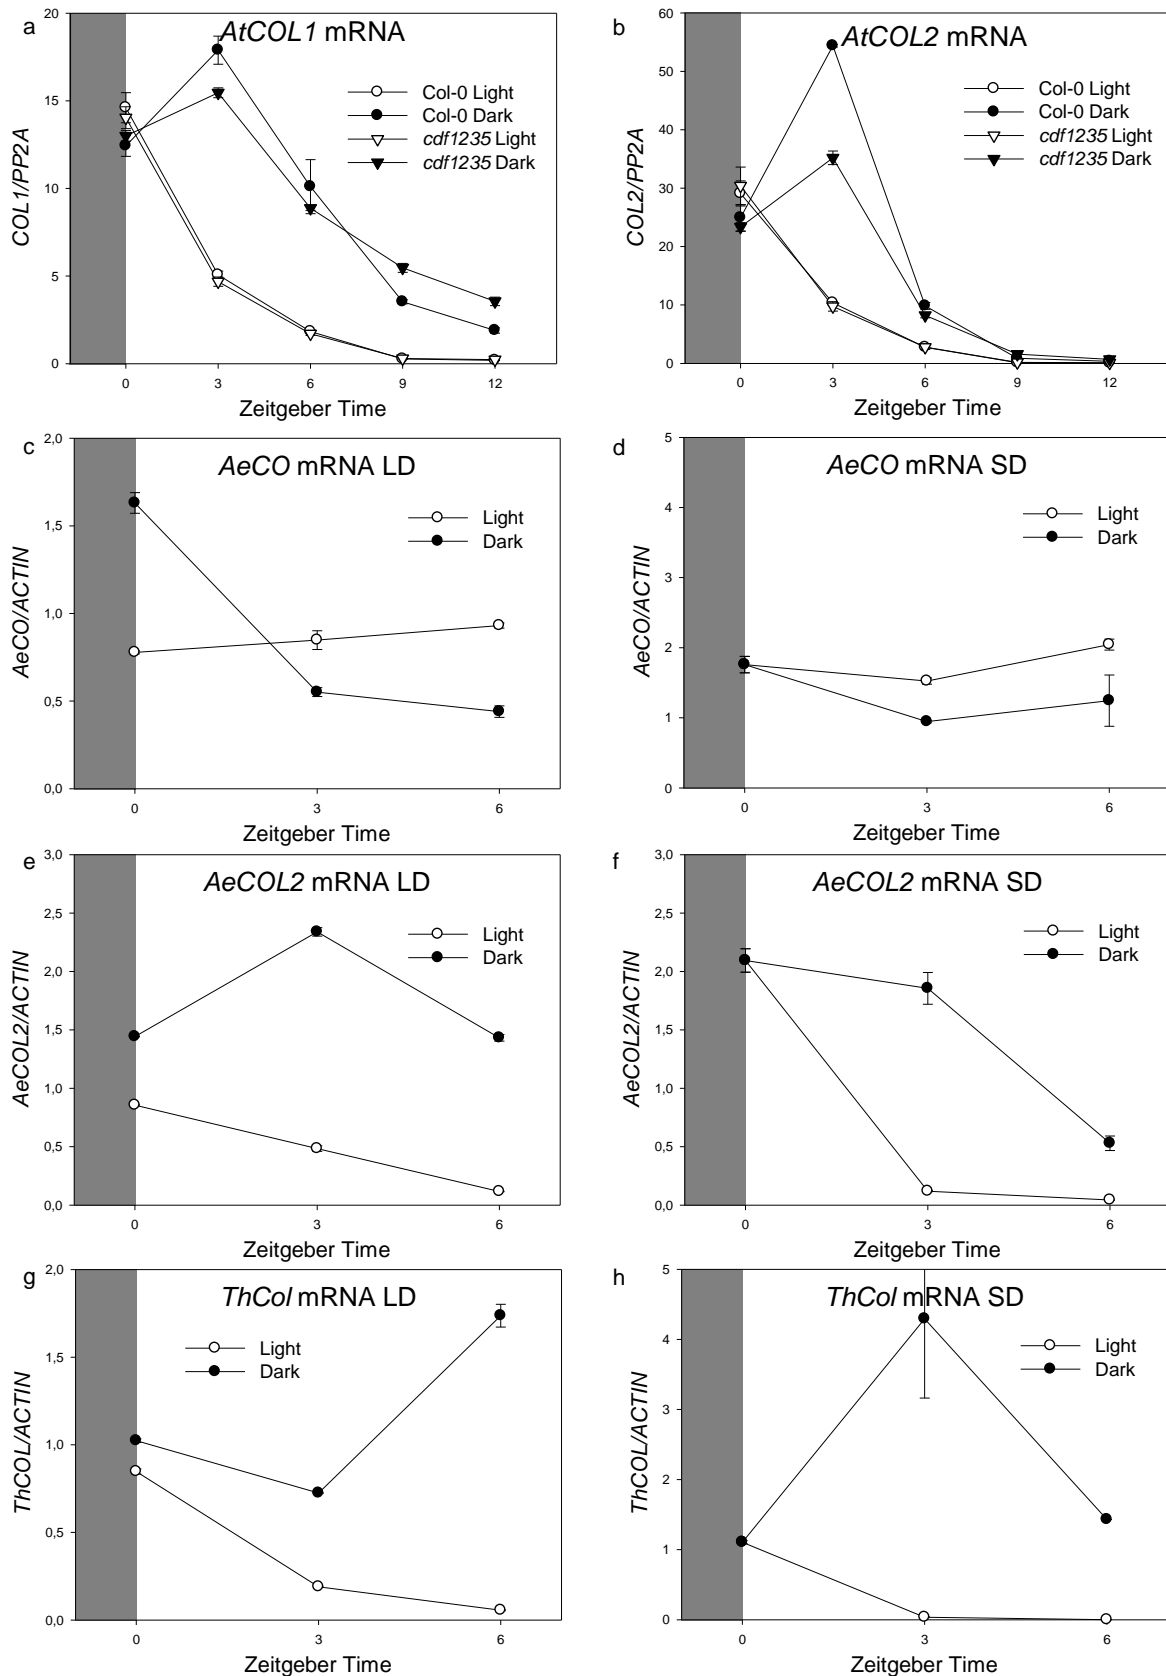 a
AtCOL1 mRNA
20
15
10
5
0
COL1/PP2A
Col-0 Light
Col-0 Dark
cdf1235 Light
cdf1235 Dark
0 3 6 9 12
Zeitgeber Time
b
AtCOL2 mRNA
60
50
40
30
20
10
0
COL2/PP2A
Col-0 Light
Col-0 Dark
cdf1235 Light
cdf1235 Dark
0 3 6 9 12
Zeitgeber Time
c
AeCO mRNA LD
2,0
1,5
1,0
0,5
0,0
AeCO/ACTIN
Light
Dark
0 3 6
Zeitgeber Time
d
AeCO mRNA SD
5
4
3
2
1
0
AeCO/ACTIN
Light
Dark
0 3 6
Zeitgeber Time
e
AeCOL2 mRNA LD
3,0
2,5
2,0
1,5
1,0
0,5
0,0
AeCOL2/ACTIN
Light
Dark
0 3 6
Zeitgeber Time
f
AeCOL2 mRNA SD
3,0
2,5
2,0
1,5
1,0
0,5
0,0
AeCOL2/ACTIN
Light
Dark
0 3 6
Zeitgeber Time
g
ThCol mRNA LD
2,0
1,5
1,0
0,5
0,0
ThCOL/ACTIN
Light
Dark
0 3 6
Zeitgeber Time
h
ThCol mRNA SD
5
4
3
2
1
0
ThCOL/ACTIN
Light
Dark
0 3 6
Zeitgeber Time